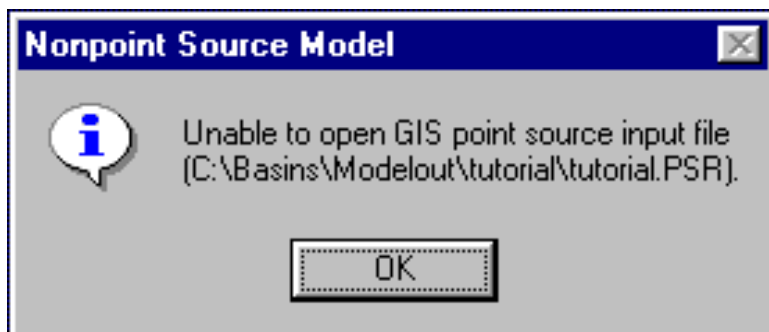 Nonpoint Source Model
Unable to open GIS point source input file
(C:\Basins\Modelout\tutorial\tutorial.PSR).
OK